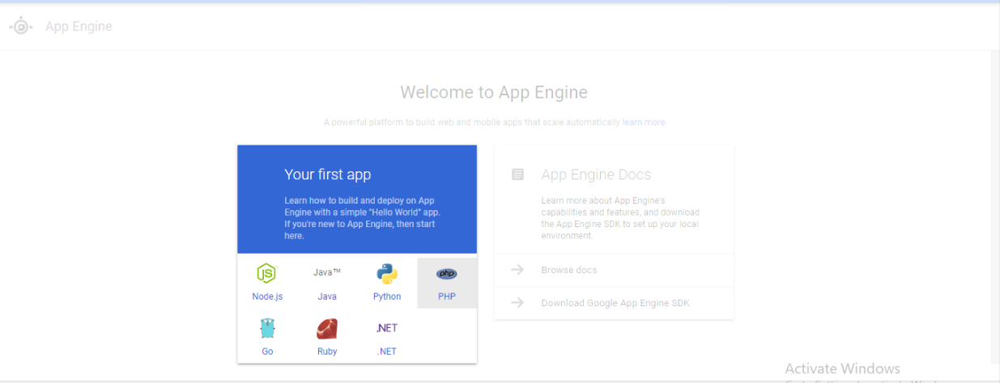 App Engine
Welcome to App Engine
A powerful platform to build web and mobile apps that scale automatically learn more
Your first app
Learn how to build and deploy on App
Engine with a simple "Hello World" app.
If you're new to App Engine, then start
here.
JS
Node.js
Java™
Java
Python
php
PHP
Go
Ruby
.NET
.NET
App Engine Docs
Learn more about App Engine's
capabilities and features, and download
the App Engine SDK to set up your local
environment.
Browse docs
Download Google App Engine SDK
Activate Windows